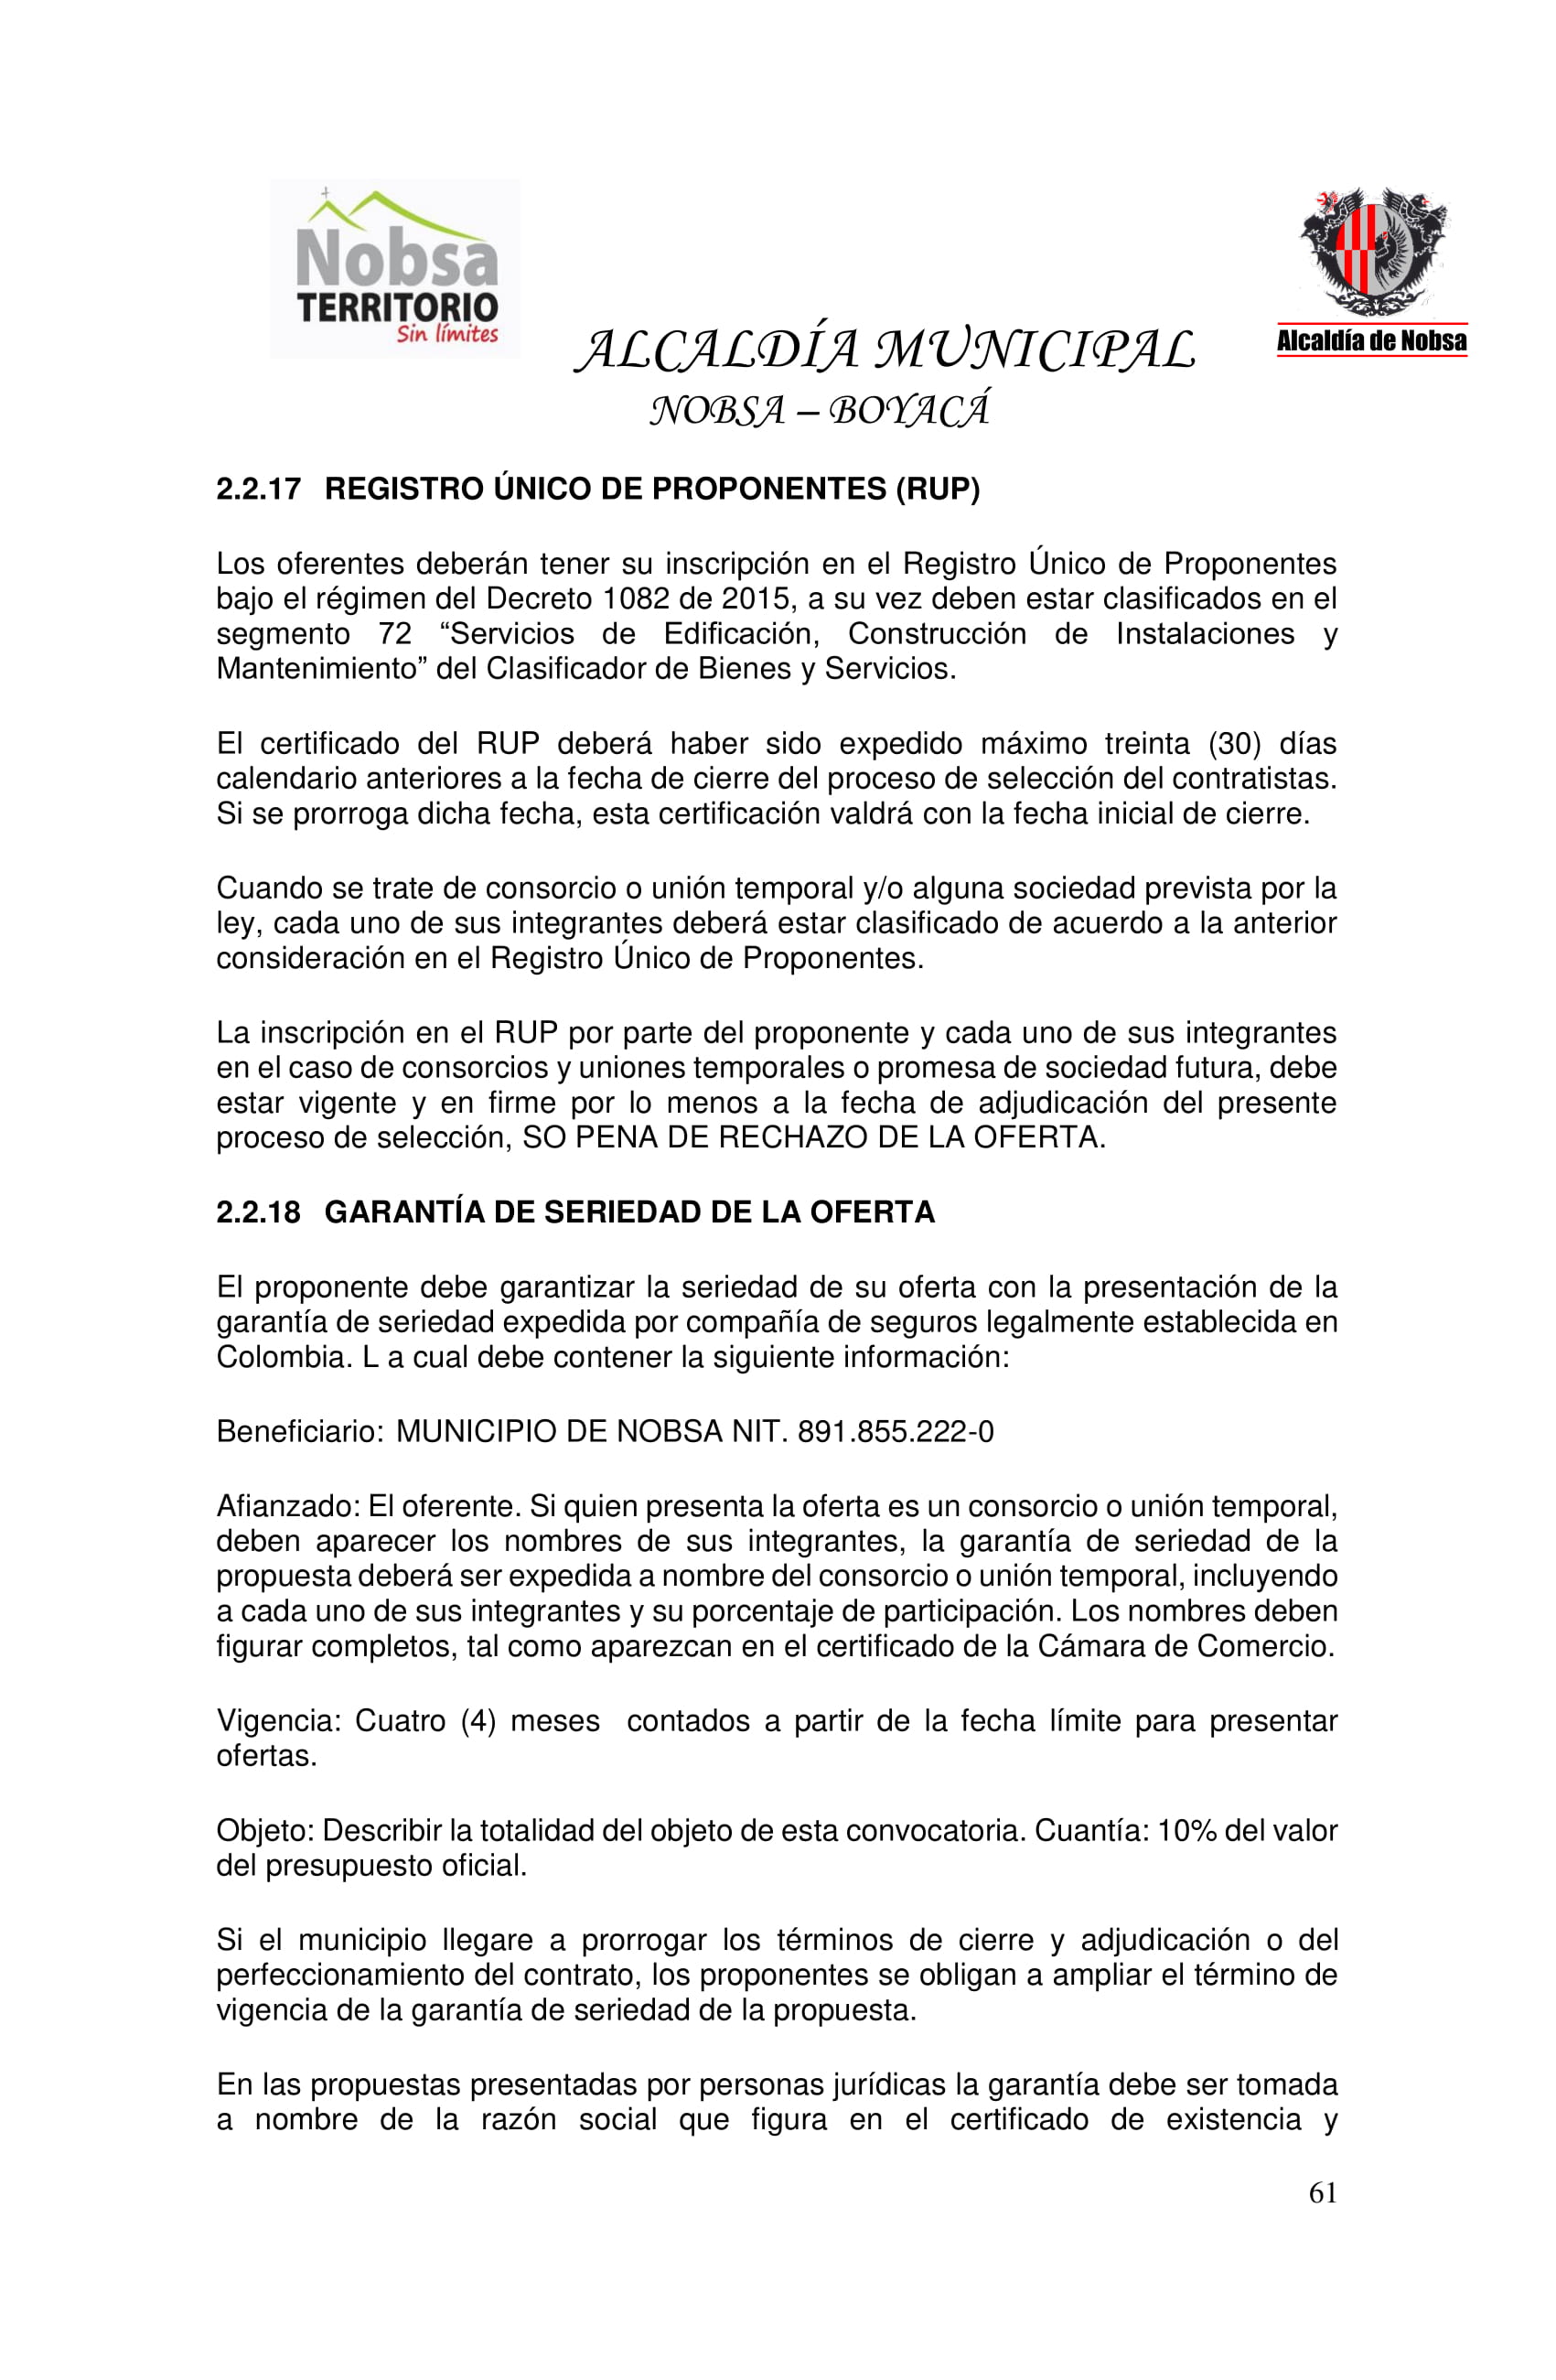 Nobsa
TERRITORIO
Sin límites
Alcaldía de Nobsa
ALCALDÍA MUNICIPAL
NOBSA – BOYACÁ
2.2.17 REGISTRO ÚNICO DE PROPONENTES (RUP)
Los oferentes deberán tener su inscripción en el Registro Único de Proponentes
bajo el régimen del Decreto 1082 de 2015, a su vez deben estar clasificados en el
segmento 72 “Servicios de Edificación, Construcción de Instalaciones y
Mantenimiento” del Clasificador de Bienes y Servicios.
El certificado del RUP deberá haber sido expedido máximo treinta (30) días
calendario anteriores a la fecha de cierre del proceso de selección del contratistas.
Si se prorroga dicha fecha, esta certificación valdrá con la fecha inicial de cierre.
Cuando se trate de consorcio o unión temporal y/o alguna sociedad prevista por la
ley, cada uno de sus integrantes deberá estar clasificado de acuerdo a la anterior
consideración en el Registro Único de Proponentes.
La inscripción en el RUP por parte del proponente y cada uno de sus integrantes
en el caso de consorcios y uniones temporales o promesa de sociedad futura, debe
estar vigente y en firme por lo menos a la fecha de adjudicación del presente
proceso de selección, SO PENA DE RECHAZO DE LA OFERTA.
2.2.18 GARANTÍA DE SERIEDAD DE LA OFERTA
El proponente debe garantizar la seriedad de su oferta con la presentación de la
garantía de seriedad expedida por compañía de seguros legalmente establecida en
Colombia. L a cual debe contener la siguiente información:
Beneficiario: MUNICIPIO DE NOBSA NIT. 891.855.222-0
Afianzado: El oferente. Si quien presenta la oferta es un consorcio o unión temporal,
deben aparecer los nombres de sus integrantes, la garantía de seriedad de la
propuesta deberá ser expedida a nombre del consorcio o unión temporal, incluyendo
a cada uno de sus integrantes y su porcentaje de participación. Los nombres deben
figurar completos, tal como aparezcan en el certificado de la Cámara de Comercio.
Vigencia: Cuatro (4) meses contados a partir de la fecha límite para presentar
ofertas.
Objeto: Describir la totalidad del objeto de esta convocatoria. Cuantía: 10% del valor
del presupuesto oficial.
Si el municipio llegare a prorrogar los términos de cierre y adjudicación o del
perfeccionamiento del contrato, los proponentes se obligan a ampliar el término de
vigencia de la garantía de seriedad de la propuesta.
En las propuestas presentadas por personas jurídicas la garantía debe ser tomada
a nombre de la razón social que figura en el certificado de existencia y
61